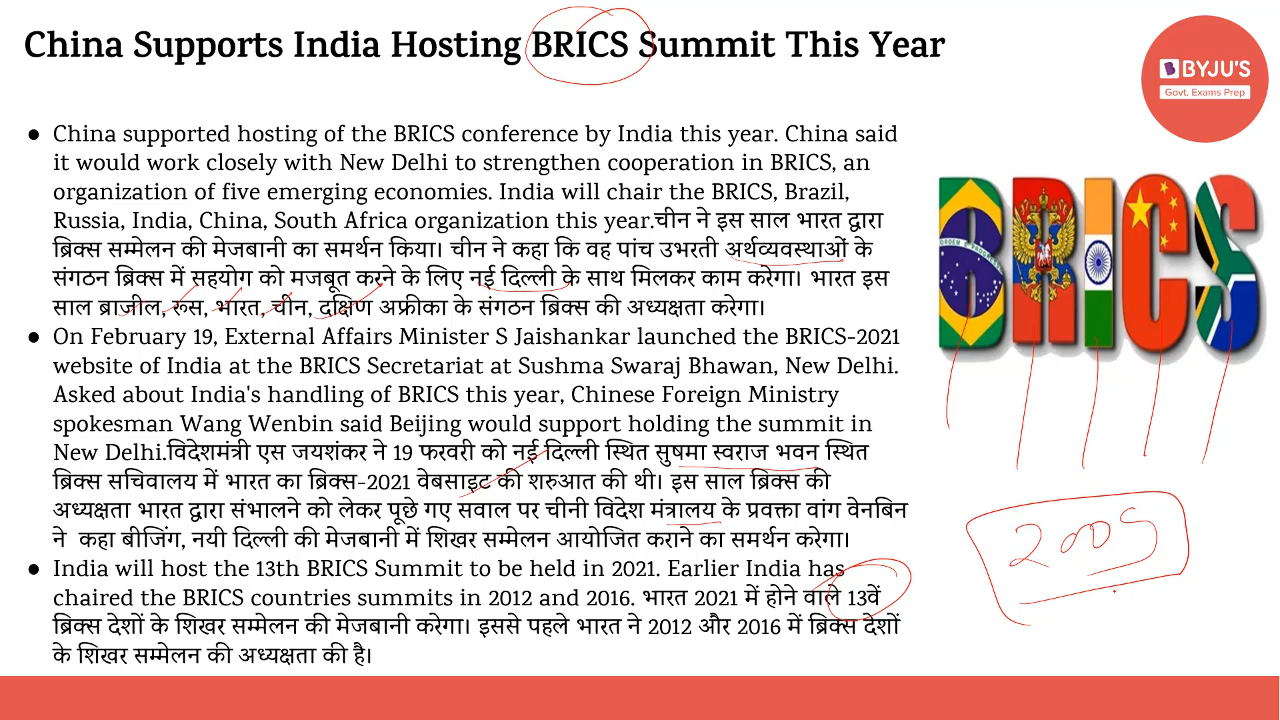 China Supports India Hosting BRICS Summit This Year
BYJU'S
Govt. Exams Prep
● China supported hosting of the BRICS conference by India this year. China said
it would work closely with New Delhi to strengthen cooperation in BRICS, an
organization of five emerging economies. India will chair the BRICS, Brazil,
Russia, India, China, South Africa organization this year.चीन ने इस साल भारत द्वारा
ब्रिक्स सम्मेलन की मेजबानी का समर्थन किया। चीन ने कहा कि वह पांच उभरती अर्थव्यवस्थाओं के
संगठन ब्रिक्स में सहयोग को मजबूत करने के लिए नई दिल्ली के साथ मिलकर काम करेगा। भारत इस
साल ब्राजील, रूस, भारत, चीन, दक्षिण अफ्रीका के संगठन ब्रिक्स की अध्यक्षता करेगा।
● On February 19, External Affairs Minister S Jaishankar launched the BRICS-2021
website of India at the BRICS Secretariat at Sushma Swaraj Bhawan, New Delhi.
Asked about India's handling of BRICS this year, Chinese Foreign Ministry
spokesman Wang Wenbin said Beijing would support holding the summit in
New Delhi.विदेशमंत्री एस जयशंकर ने 19 फरवरी को नई दिल्ली स्थित सुषमा स्वराज भवन स्थित
ब्रिक्स सचिवालय में भारत का ब्रिक्स-2021 वेबसाइट की शरुआत की थी। इस साल ब्रिक्स की
अध्यक्षता भारत द्वारा संभालने को लेकर पूछे गए सवाल पर चीनी विदेश मंत्रालय के प्रवक्ता वांग वेनबिन
ने कहा बीजिंग, नयी दिल्ली की मेजबानी में शिखर सम्मेलन आयोजित कराने का समर्थन करेगा।
● India will host the 13th BRICS Summit to be held in 2021. Earlier India has
chaired the BRICS countries summits in 2012 and 2016. भारत 2021 में होने वाले 13वें
ब्रिक्स देशों के शिखर सम्मेलन की मेजबानी करेगा। इससे पहले भारत ने 2012 और 2016 में ब्रिक्स देशों
के शिखर सम्मेलन की अध्यक्षता की है।
BRICS